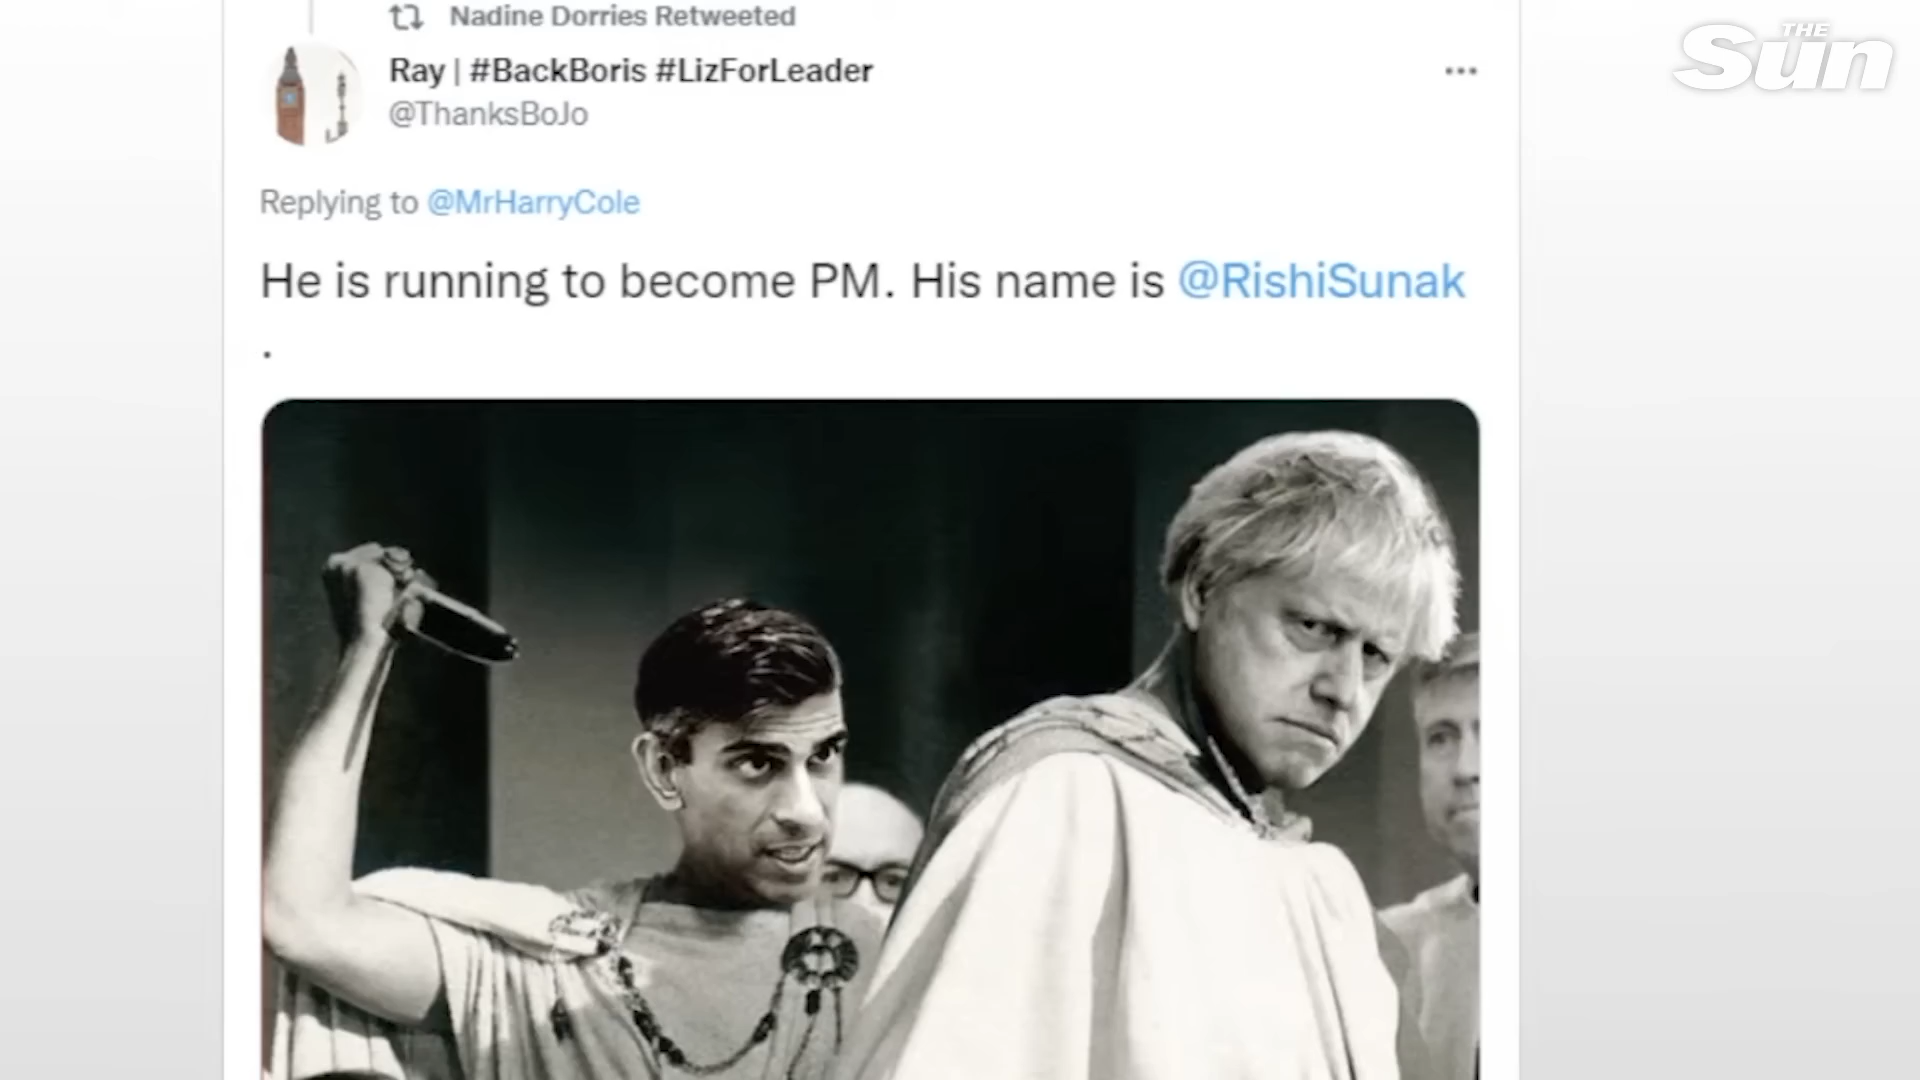 Nadine Dorries Retweeted
THE
Sun
Ray | #BackBoris #LizForLeader
@ThanksBoJo
Replying to @MrHarryCole
He is running to become PM. His name is @RishiSunak
.